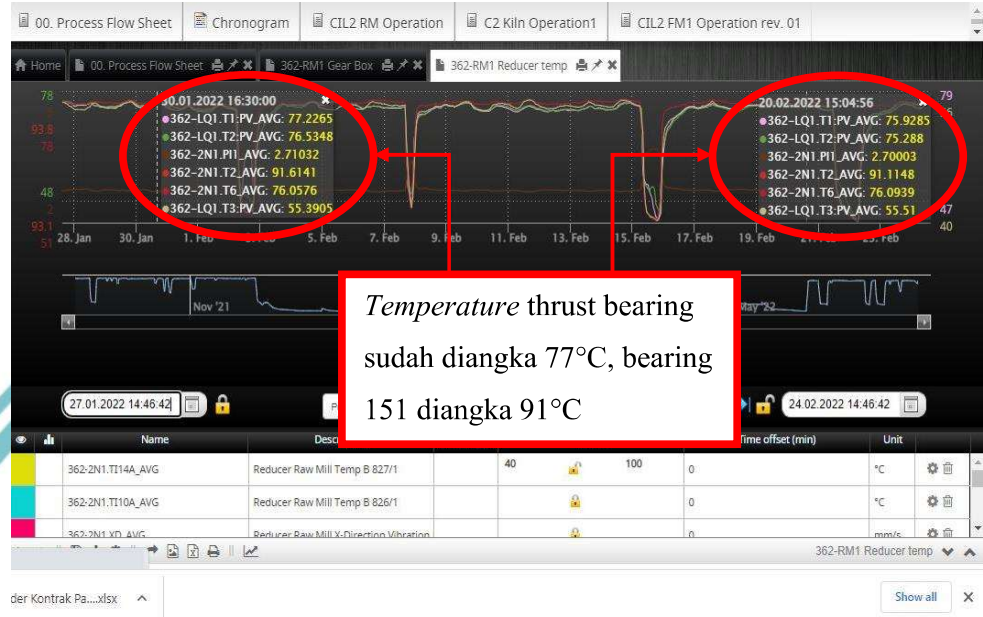 00. Process Flow Sheet Chronogram CIL2 RM Operation C2 Kiln Operation1 CIL2 FM1 Operation rev. 01
Home 00. Process Flow Sheet 362-RM1 Gear Box 362-RM1 Reducer temp
78
93.8
78
48
2
93.1
51
30.01.2022 16:30:00
362-LQ1.T1:PV_AVG: 77.2265
362-LQ1.T2:PV_AVG: 76.5348
362-2N1.PI1_AVG: 2.71032
362-2N1.T2_AVG: 91.6141
362-2N1.T6_AVG: 76.0576
362-LQ1.T3:PV_AVG: 55.3905
20.02.2022 15:04:56
362-LQ1.T1:PV_AVG: 75.9285
362-LQ1.T2:PV_AVG: 75.288
362-2N1.PI1_AVG: 2.70003
362-2N1.T2_AVG: 91.1148
362-2N1.T6_AVG: 76.0939
362-LQ1.T3:PV_AVG: 55.51
79
47
40
28. Jan 30. Jan 1. Feb 5. Feb 7. Feb 9. Feb 11. Feb 13. Feb 15. Feb 17. Feb 19. Feb
Nov '21 May '22
Temperature thrust bearing
sudah diangka 77°C, bearing
151 diangka 91°C
27.01.2022 14:46:42 24.02.2022 14:46:42
Name Time offset (min) Unit
362-2N1.TI14A_AVG Reducer Raw Mill Temp B 827/1 40 100 0 °C
362-2N1.TI10A_AVG Reducer Raw Mill Temp B 826/1 0 °C
362-2N1.XD_AVG Reducer Raw Mill X-Direction Vibration 0 mm/s
362-RM1 Reducer temp
der Kontrak Pa....xlsx Show all